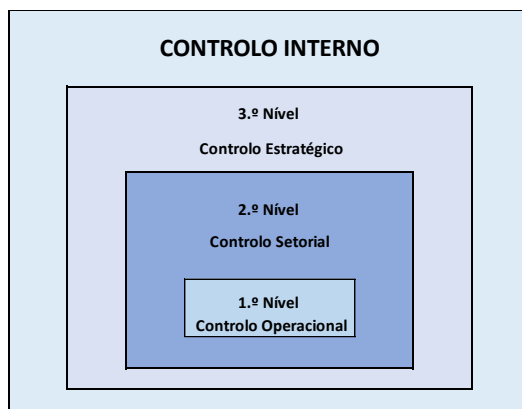 CONTROLO INTERNO
3.º Nível
Controlo Estratégico
2.º Nível
Controlo Setorial
1.º Nível
Controlo Operacional